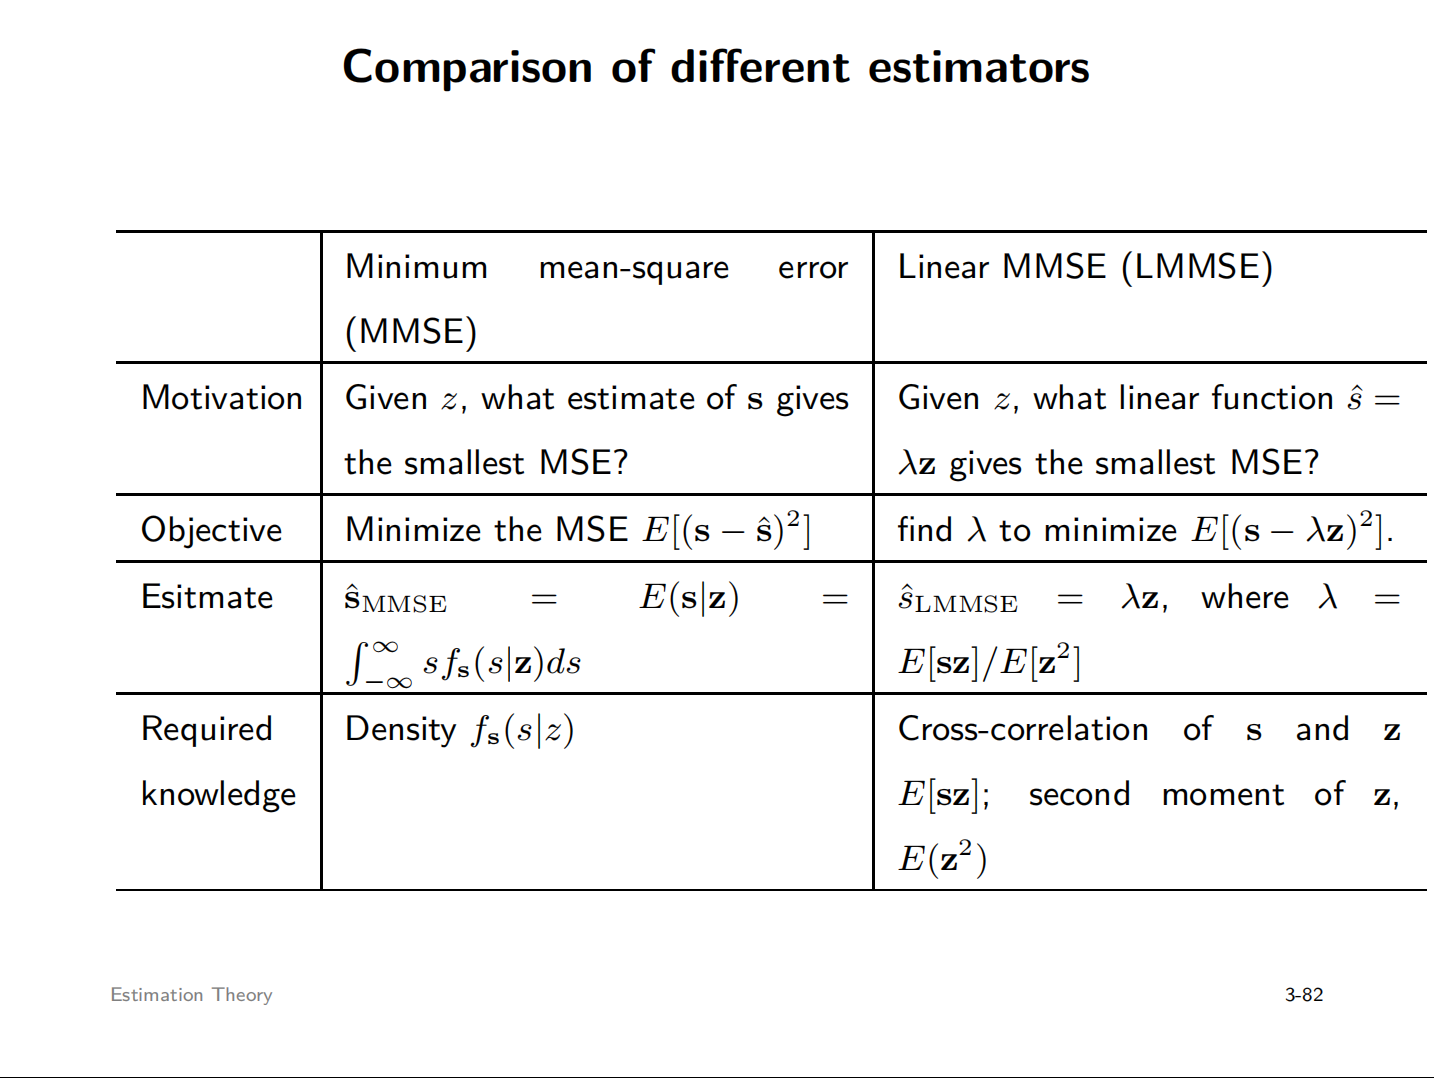 Comparison of different estimators
Minimum mean-square error
(MMSE)
Linear MMSE (LMMSE)
Motivation
Given z, what estimate of s gives
the smallest MSE?
Given z, what linear function ŝ =
λz gives the smallest MSE?
Objective
Minimize the MSE E[(s − ŝ)²]
find λ to minimize E[(s − λz)²].
Esitmate
ŝ_MMSE = E(s|z) =
∫_{−∞}^{∞} s f_s(s|z)ds
ŝ_LMMSE = λz, where λ =
E[sz]/E[z²]
Required
knowledge
Density f_s(s|z)
Cross-correlation of s and z
E[sz]; second moment of z,
E(z²)
Estimation Theory
3-82